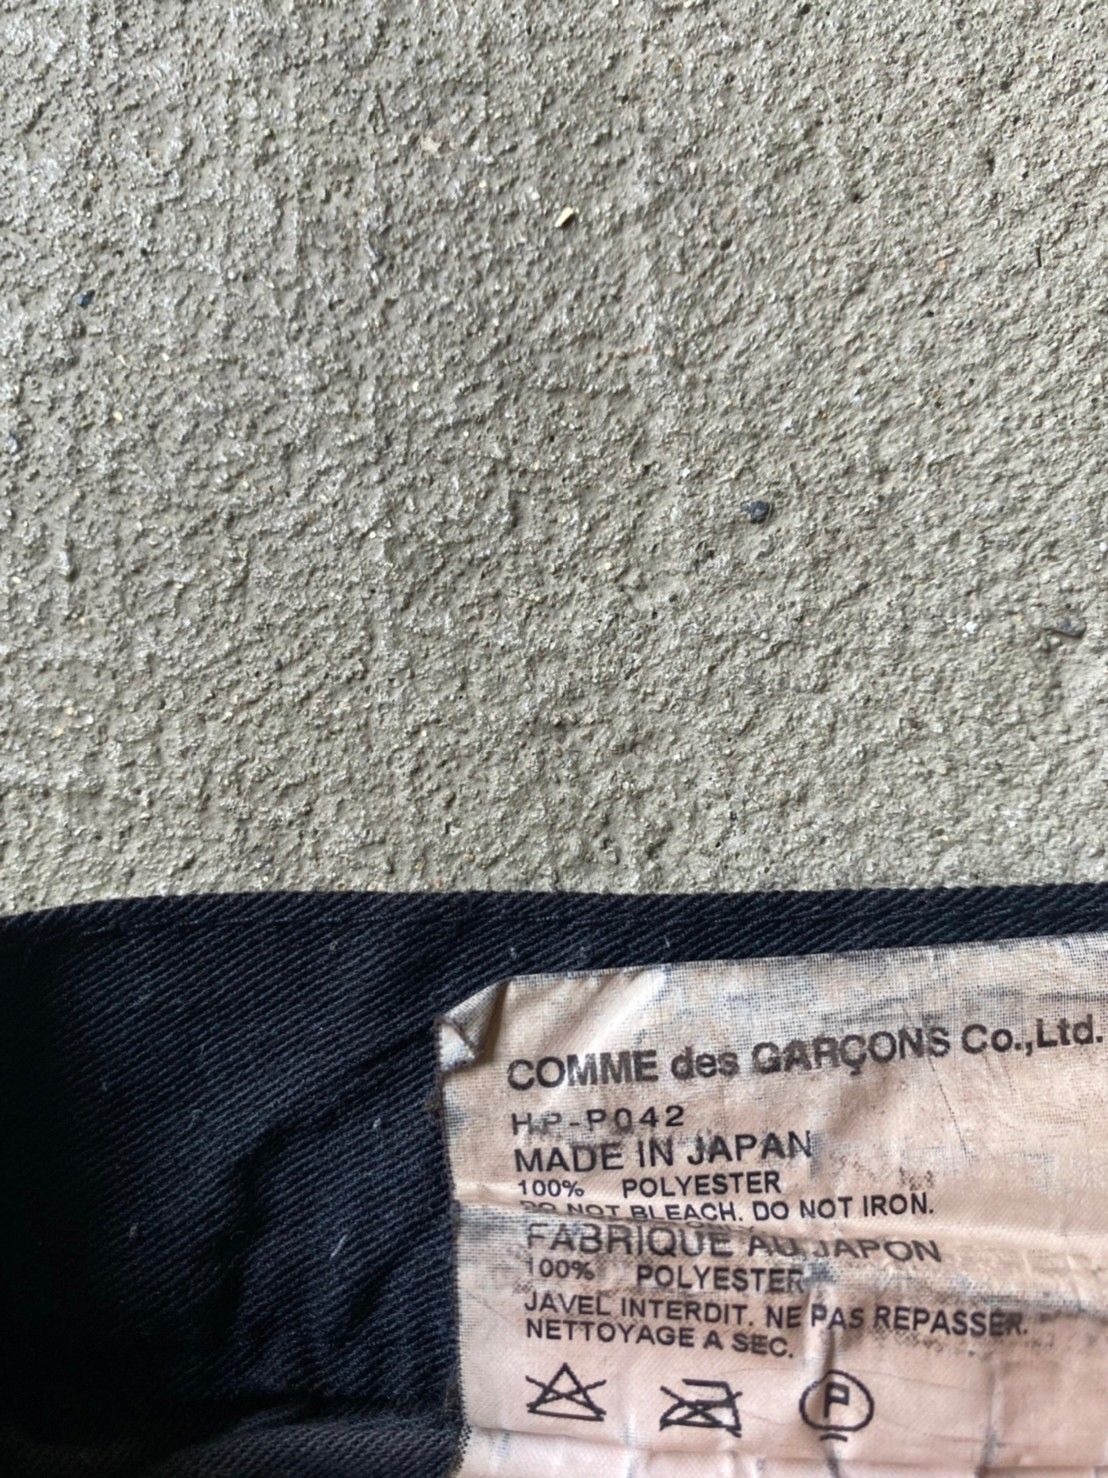 COMME des GARÇONS Co.,Ltd.
HP-P042
MADE IN JAPAN
100% POLYESTER
DO NOT BLEACH. DO NOT IRON.
FABRIQUE AU JAPON
100% POLYESTER
JAVEL INTERDIT. NE PAS REPASSER.
NETTOYAGE A SEC.
P